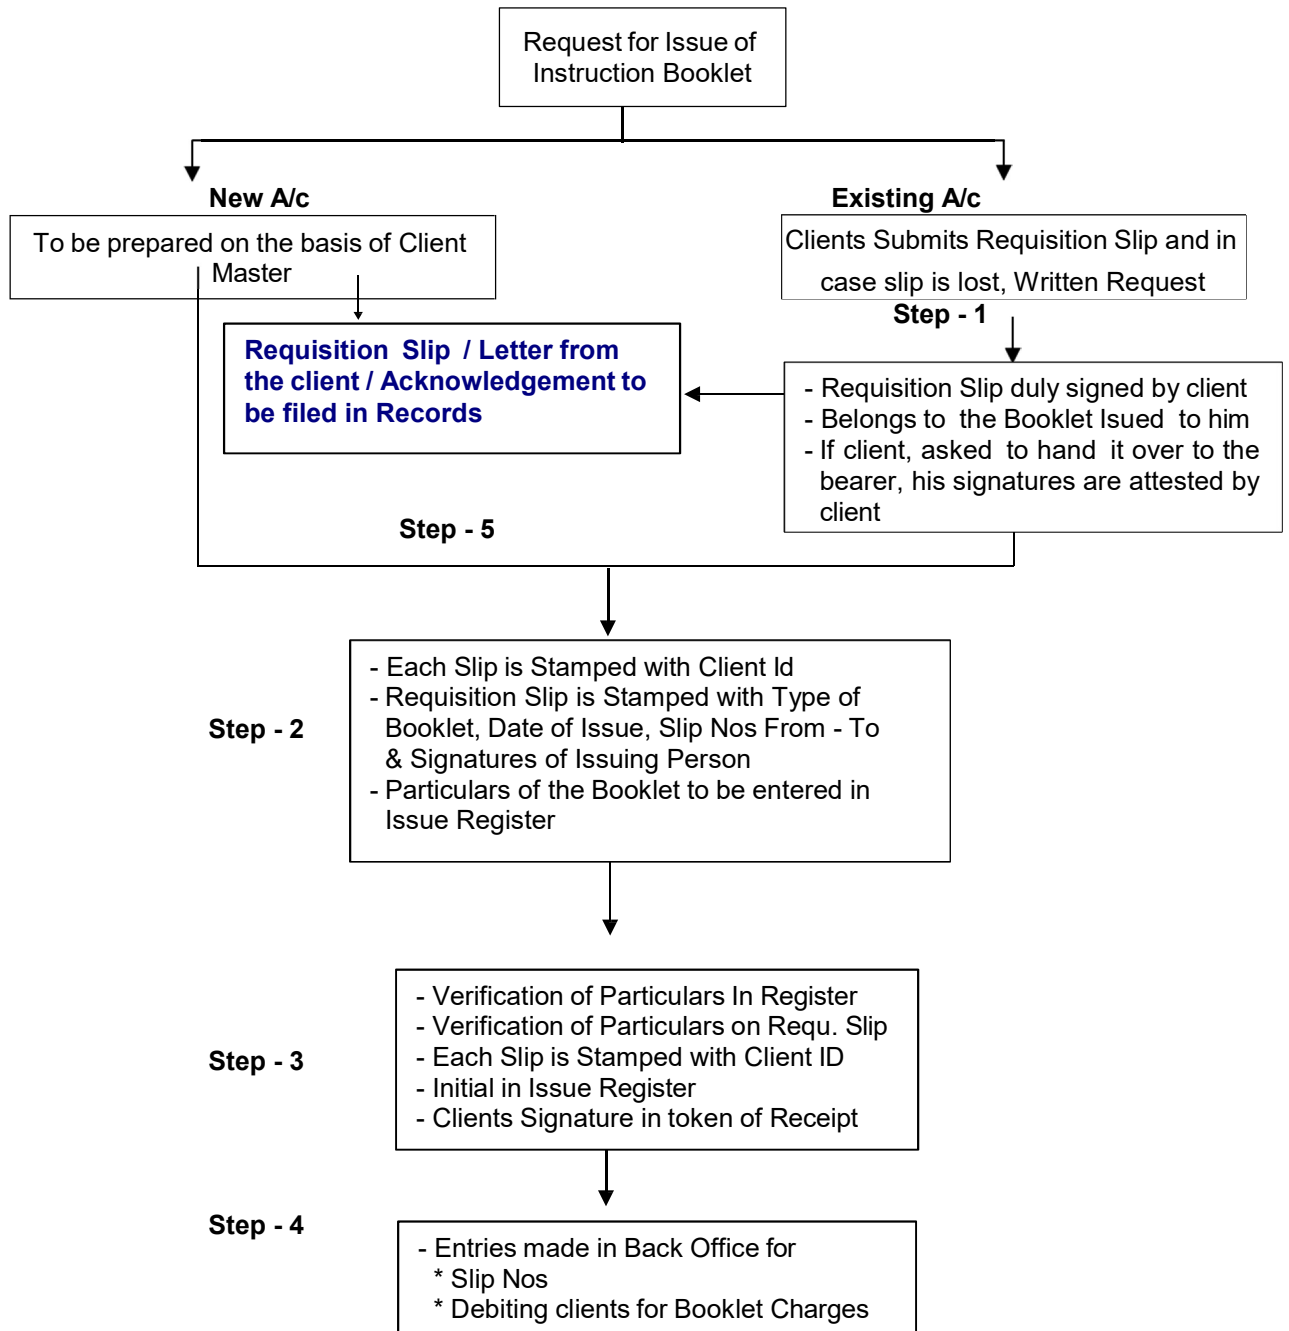 Request for Issue of
Instruction Booklet
New A/c
Existing A/c
To be prepared on the basis of Client
Master
Clients Submits Requisition Slip and in
case slip is lost, Written Request
Step - 1
Requisition Slip / Letter from
the client / Acknowledgement to
be filed in Records
- Requisition Slip duly signed by client
- Belongs to the Booklet Isued to him
- If client, asked to hand it over to the
bearer, his signatures are attested by
client
Step - 5
- Each Slip is Stamped with Client Id
- Requisition Slip is Stamped with Type of
Booklet, Date of Issue, Slip Nos From - To
& Signatures of Issuing Person
- Particulars of the Booklet to be entered in
Issue Register
Step - 2
- Verification of Particulars In Register
- Verification of Particulars on Requ. Slip
- Each Slip is Stamped with Client ID
- Initial in Issue Register
- Clients Signature in token of Receipt
Step - 3
Step - 4
- Entries made in Back Office for
* Slip Nos
* Debiting clients for Booklet Charges